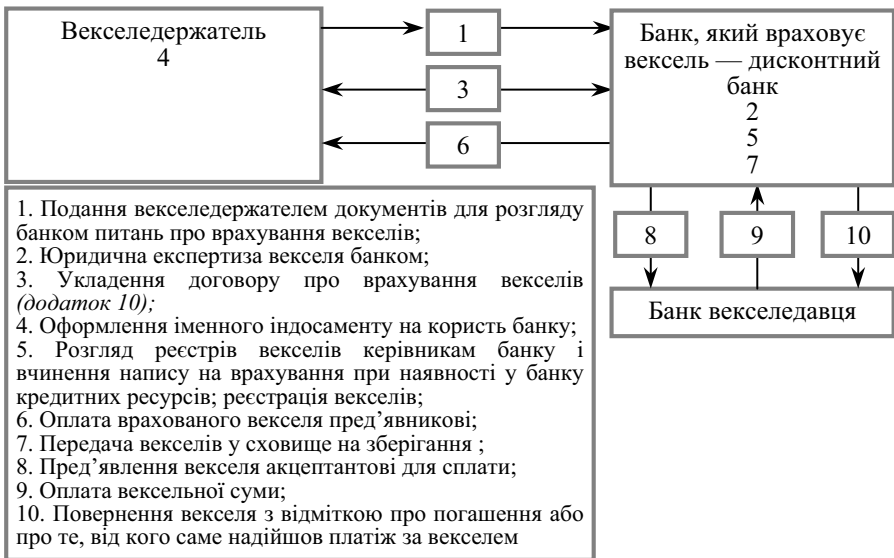 Векселедержатель
4
1
3
6
Банк, який враховує
вексель — дисконтний
банк
2
5
7
8
9
10
Банк векселедавця
1. Подання векселедержателем документів для розгляду
банком питань про врахування векселів;
2. Юридична експертиза векселя банком;
3. Укладення договору про врахування векселів
(додаток 10);
4. Оформлення іменного індосаменту на користь банку;
5. Розгляд реєстрів векселів керівникам банку і
вчинення напису на врахування при наявності у банку
кредитних ресурсів; реєстрація векселів;
6. Оплата врахованого векселя пред’явникові;
7. Передача векселів у сховище на зберігання ;
8. Пред’явлення векселя акцептантові для сплати;
9. Оплата вексельної суми;
10. Повернення векселя з відміткою про погашення або
про те, від кого саме надійшов платіж за векселем